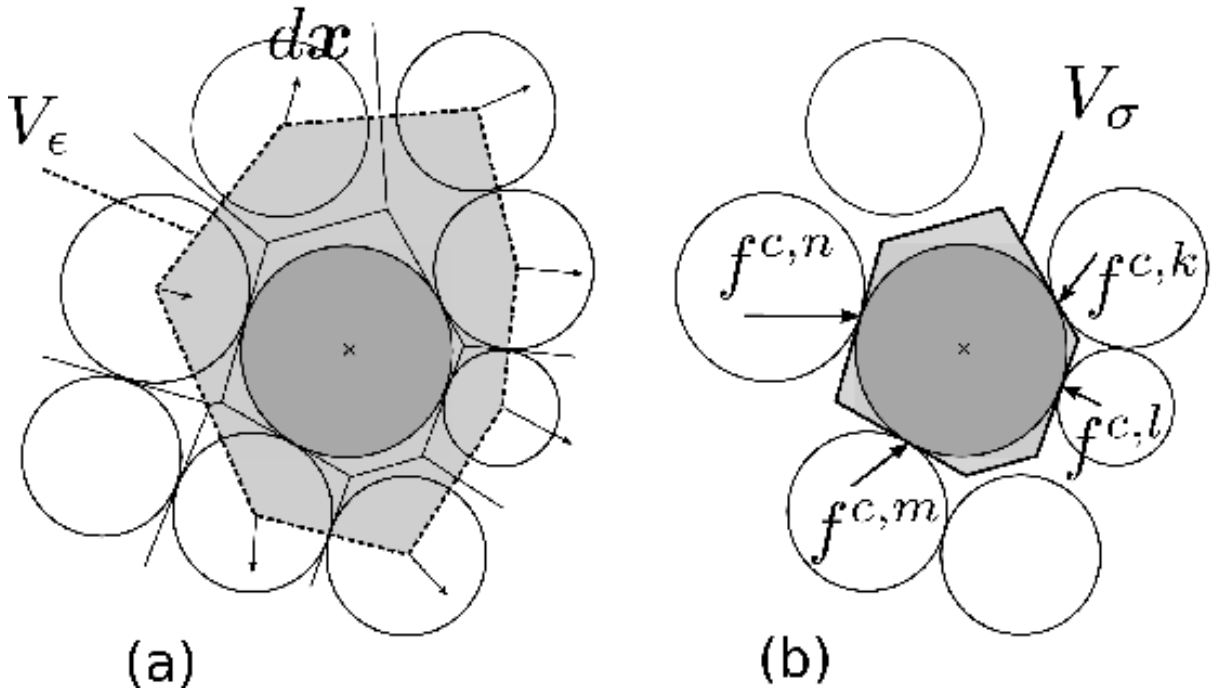 dx
V_ϵ
V_σ
f^{c,n}
f^{c,k}
f^{c,l}
f^{c,m}
(a)
(b)